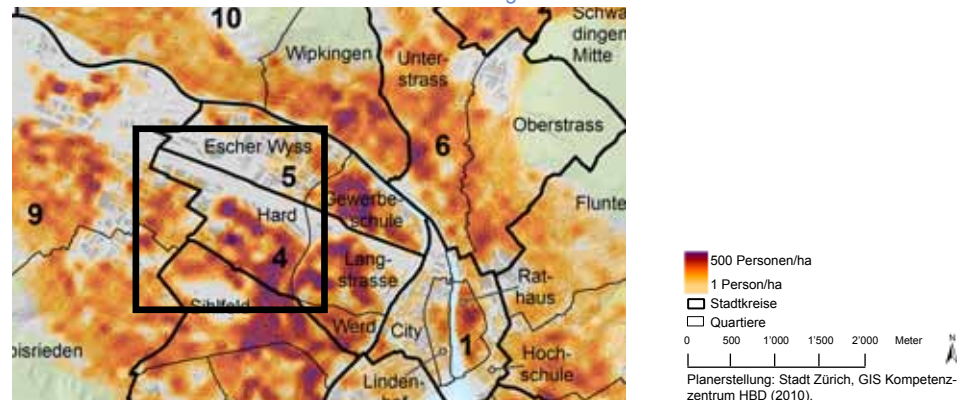 10
Schwa
dingen
Mitte
Wipkingen
Unter-
strass
Oberstrass
Escher Wyss
6
5
9
Gewerbe-
schule
Flunte
Hard
4
Lang-
strasse
Rat-
haus
Sihlfeld
Werd
City
1
Hoch-
schule
bisrieden
Linden-
hof
500 Personen/ha
1 Person/ha
Stadtkreise
Quartiere
0 500 1'000 1'500 2'000 Meter
N
Planerstellung: Stadt Zürich, GIS Kompetenz-
zentrum HBD (2010).